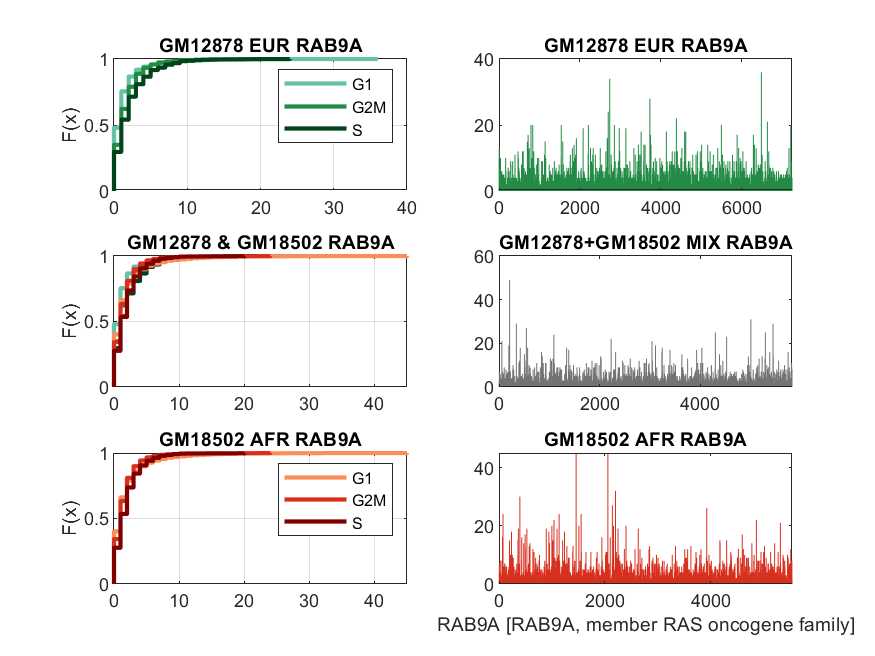 GM12878 EUR RAB9A
F(x)
1
0.5
0
0 10 20 30 40
G1
G2M
S
GM12878 EUR RAB9A
40
20
0
0 2000 4000 6000
GM12878 & GM18502 RAB9A
F(x)
1
0.5
0
0 10 20 30 40
GM12878+GM18502 MIX RAB9A
60
40
20
0
0 2000 4000
GM18502 AFR RAB9A
F(x)
1
0.5
0
0 10 20 30 40
G1
G2M
S
GM18502 AFR RAB9A
40
20
0
0 2000 4000
RAB9A [RAB9A, member RAS oncogene family]